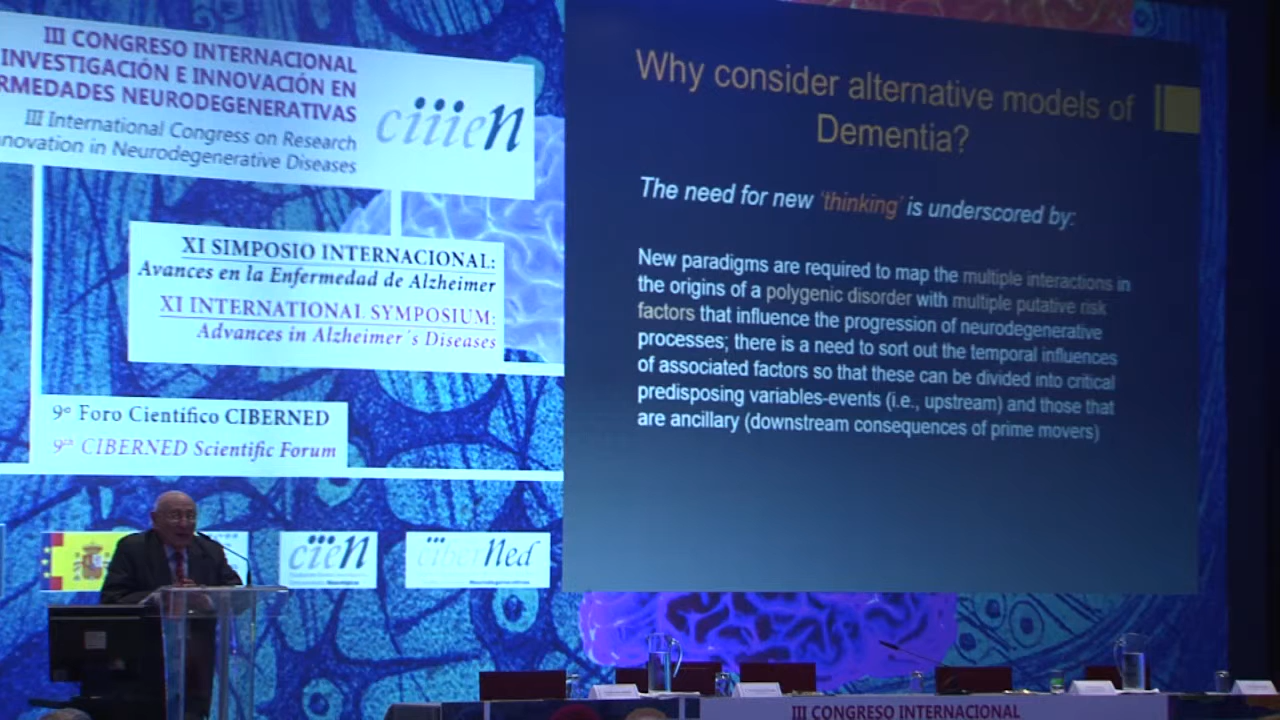 III CONGRESO INTERNACIONAL
INVESTIGACIÓN E INNOVACIÓN EN
RMEDADES NEURODEGENERATIVAS
III International Congress on Research
nnovation in Neurodegenerative Diseases
ciiieN
XI SIMPOSIO INTERNACIONAL:
Avances en la Enfermedad de Alzheimer
XI INTERNATIONAL SYMPOSIUM:
Advances in Alzheimer´s Diseases
9º Foro Científico CIBERNED
9th CIBERNED Scientific Forum
ciieN
ciberNed
Why consider alternative models of
Dementia?
The need for new 'thinking' is underscored by:
New paradigms are required to map the multiple interactions in
the origins of a polygenic disorder with multiple putative risk
factors that influence the progression of neurodegenerative
processes; there is a need to sort out the temporal influences
of associated factors so that these can be divided into critical
predisposing variables-events (i.e., upstream) and those that
are ancillary (downstream consequences of prime movers)
III CONGRESO INTERNACIONAL